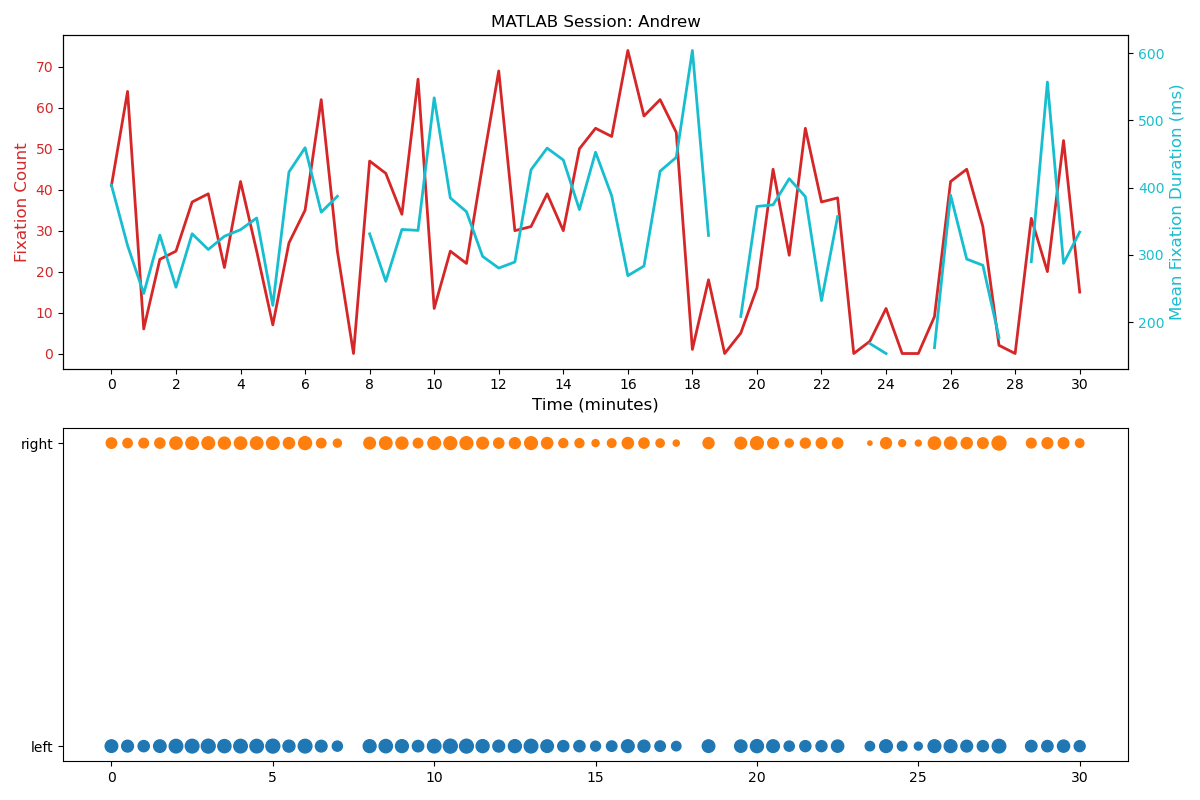 MATLAB Session: Andrew
Fixation Count
70
60
50
40
30
20
10
0
600
500
400
300
200
Mean Fixation Duration (ms)
0 2 4 6 8 10 12 14 16 18 20 22 24 26 28 30
Time (minutes)
right
left
0 5 10 15 20 25 30